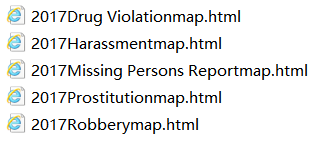 2017Drug Violationmap.html
2017Harassmentmap.html
2017Missing Persons Reportmap.html
2017Prostitutionmap.html
2017Robberymap.html